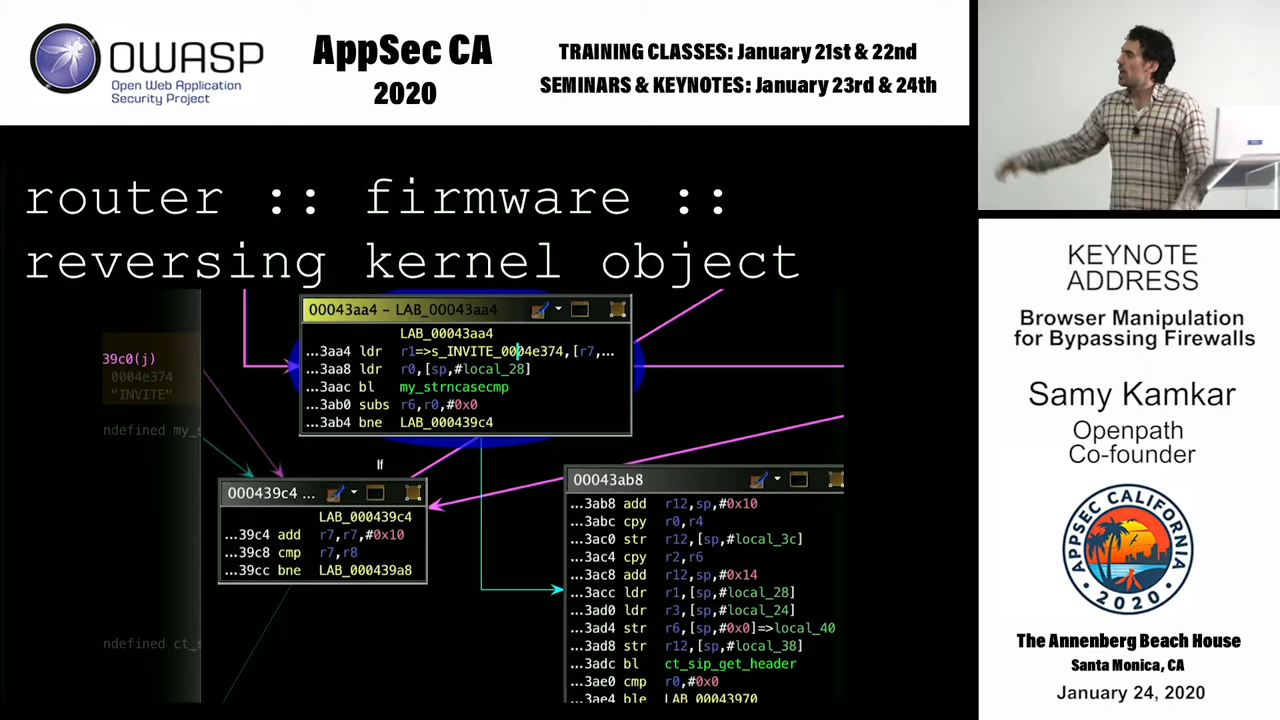 OWASP
Open Web Application
Security Project
AppSec CA
2020
TRAINING CLASSES: January 21st & 22nd
SEMINARS & KEYNOTES: January 23rd & 24th
router :: firmware ::
reversing kernel object
00043aa4 - LAB_00043aa4
LAB_00043aa4
...3aa4 ldr r1=>s_INVITE_0004e374,[r7,...
...3aa8 ldr r0,[sp,#local_28]
...3aac bl my_strncasecmp
...3ab0 subs r6,r0,#0x0
...3ab4 bne LAB_000439c4
39c0(j)
0004e374
"INVITE"
ndefined my_s
If
000439c4 ...
LAB_000439c4
...39c4 add r7,r7,#0x10
...39c8 cmp r7,r8
...39cc bne LAB_000439a8
ndefined ct_s
00043ab8
...3ab8 add r12,sp,#0x10
...3abc cpy r0,r4
...3ac0 str r12,[sp,#local_3c]
...3ac4 cpy r2,r6
...3ac8 add r12,sp,#0x14
...3acc ldr r1,[sp,#local_28]
...3ad0 ldr r3,[sp,#local_24]
...3ad4 str r6,[sp,#0x0]=>local_40
...3ad8 str r12,[sp,#local_38]
...3adc bl ct_sip_get_header
...3ae0 cmp r0,#0x0
...3ae4 ble LAB_00043970
KEYNOTE
ADDRESS
Browser Manipulation
for Bypassing Firewalls
Samy Kamkar
Openpath
Co-founder
APPSEC CALIFORNIA
2020
The Annenberg Beach House
Santa Monica, CA
January 24, 2020